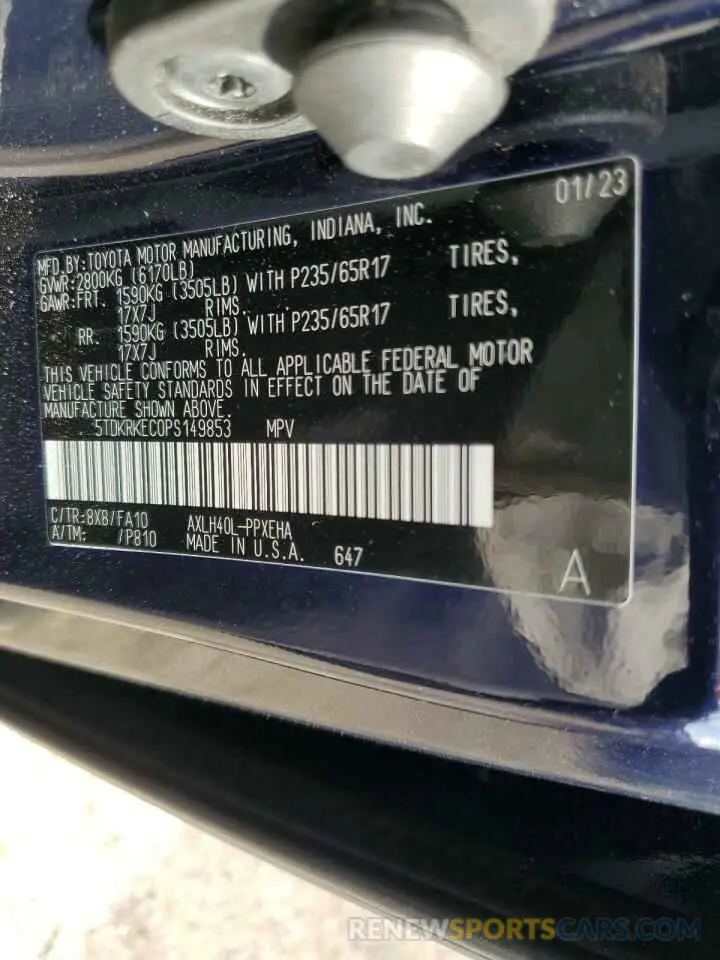 01/23
MFD.BY:TOYOTA MOTOR MANUFACTURING, INDIANA, INC.
GVWR:2800KG (6170LB)
GAWR:FRT. 1590KG (3505LB) WITH P235/65R17 TIRES,
17X7J RIMS.
RR. 1590KG (3505LB) WITH P235/65R17 TIRES,
17X7J RIMS.
THIS VEHICLE CONFORMS TO ALL APPLICABLE FEDERAL MOTOR
VEHICLE SAFETY STANDARDS IN EFFECT ON THE DATE OF
MANUFACTURE SHOWN ABOVE.
5TDKRKEC0PS149853 MPV
C/TR:8X8/FA10 AXLH40L-PPXEHA
A/TM: /P810 MADE IN U.S.A. 647
A
RENEWSPORTSCARS.COM